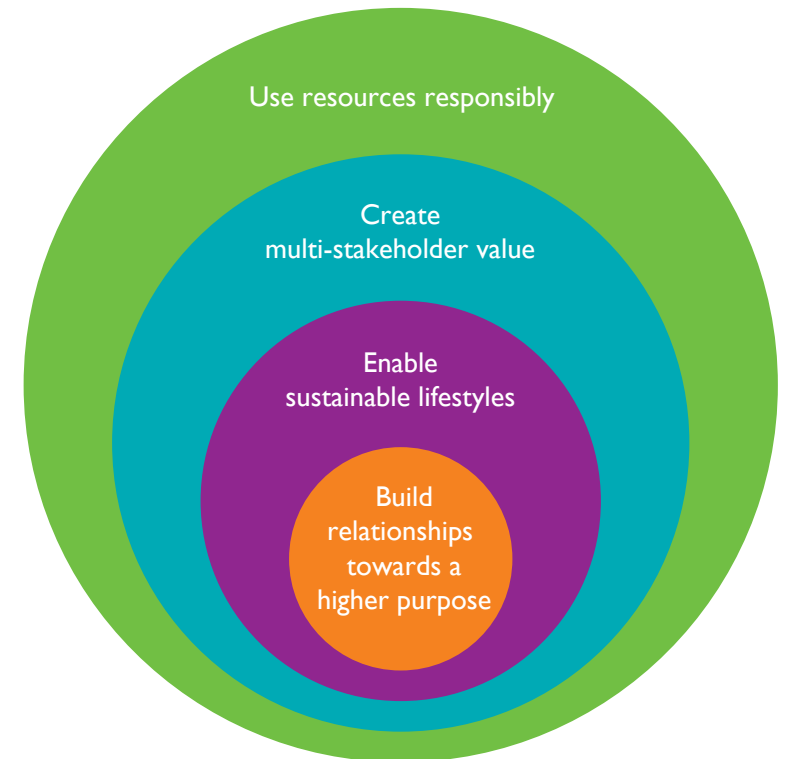 Use resources responsibly
Create
multi-stakeholder value
Enable
sustainable lifestyles
Build
relationships
towards a
higher purpose